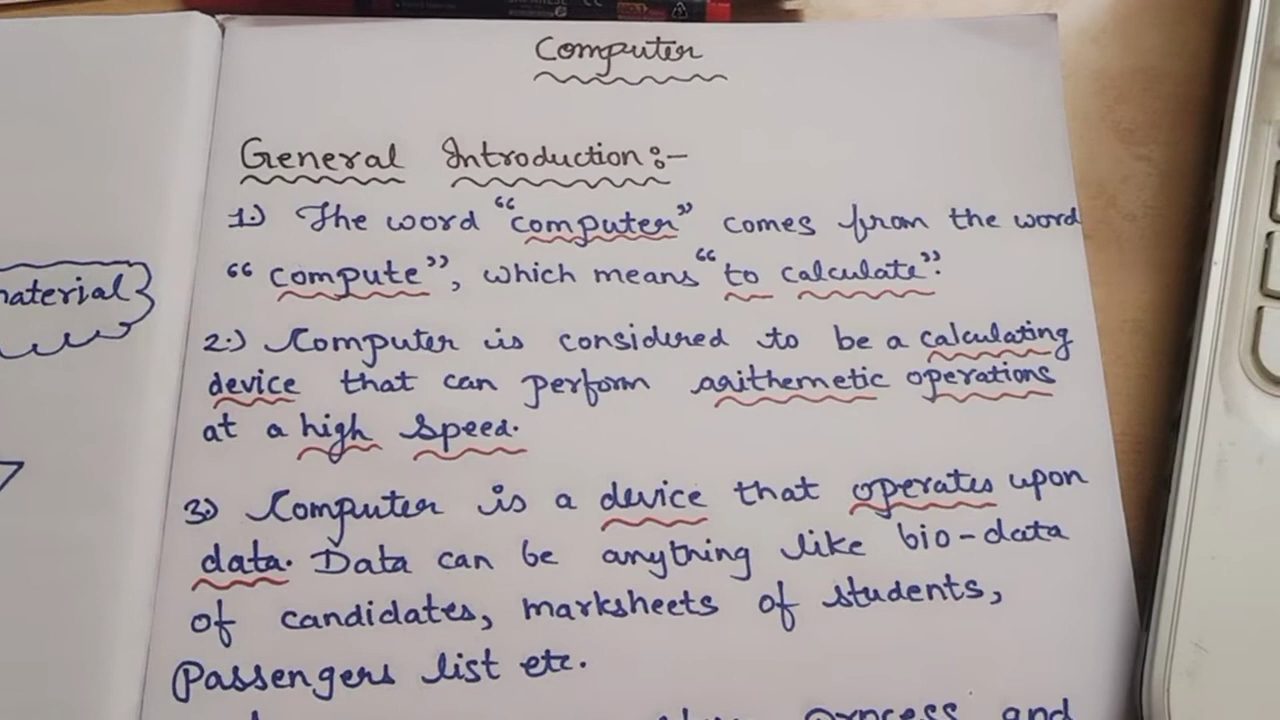 Computer
General Introduction:-
1.) The word "computer" comes from the word
"compute", which means "to calculate".
2.) Computer is considered to be a calculating
device that can perform arithemetic operations
at a high speed.
3) Computer is a device that operates upon
data. Data can be anything like bio-data
of candidates, marksheets of students,
Passengers list etc.
process and
aterial